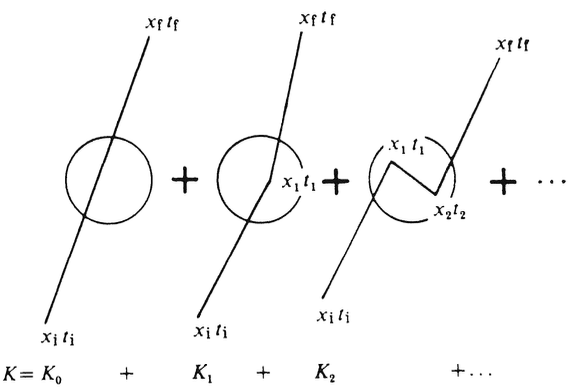 x_f t_f
x_f t_f
x_f t_f
x_1 t_1
+ x_1 t_1 + + ...
x_2 t_2
x_i t_i
x_i t_i
x_i t_i
K = K_0 + K_1 + K_2 + ...